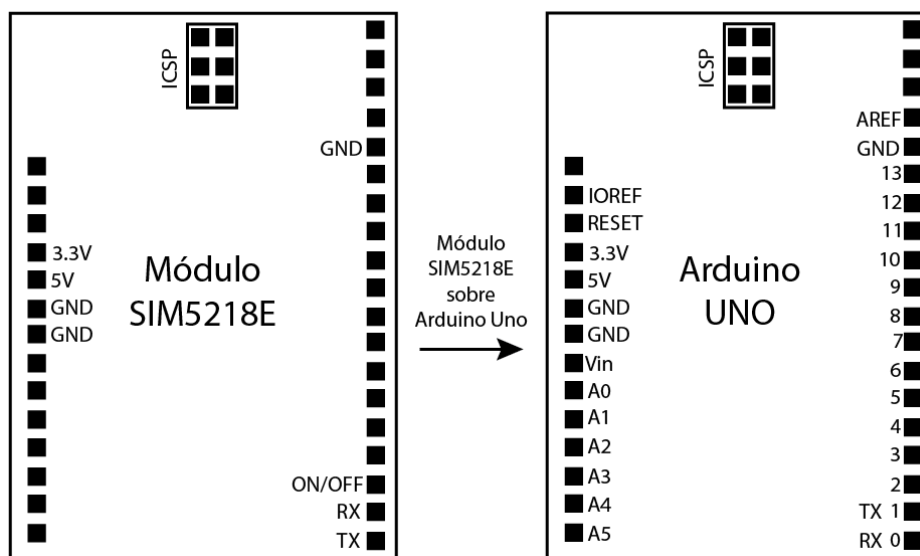 ICSP
GND
3.3V
5V
GND
GND
Módulo
SIM5218E
ON/OFF
RX
TX
Módulo
SIM5218E
sobre
Arduino Uno
ICSP
IOREF
RESET
3.3V
5V
GND
GND
Vin
A0
A1
A2
A3
A4
A5
Arduino
UNO
AREF
GND
13
12
11
10
9
8
7
6
5
4
3
2
TX 1
RX 0